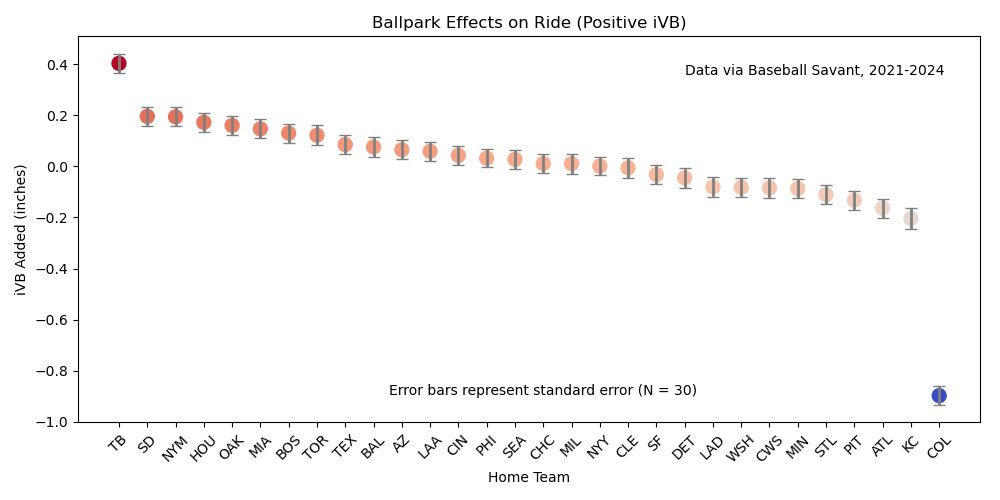 Ballpark Effects on Ride (Positive iVB)
Data via Baseball Savant, 2021-2024
iVB Added (inches)
0.4
0.2
0.0
−0.2
−0.4
−0.6
−0.8
−1.0
Error bars represent standard error (N = 30)
TB SD NYM HOU OAK MIA BOS TOR TEX BAL AZ LAA CIN PHI SEA CHC MIL NYY CLE SF DET LAD WSH CWS MIN STL PIT ATL KC COL
Home Team